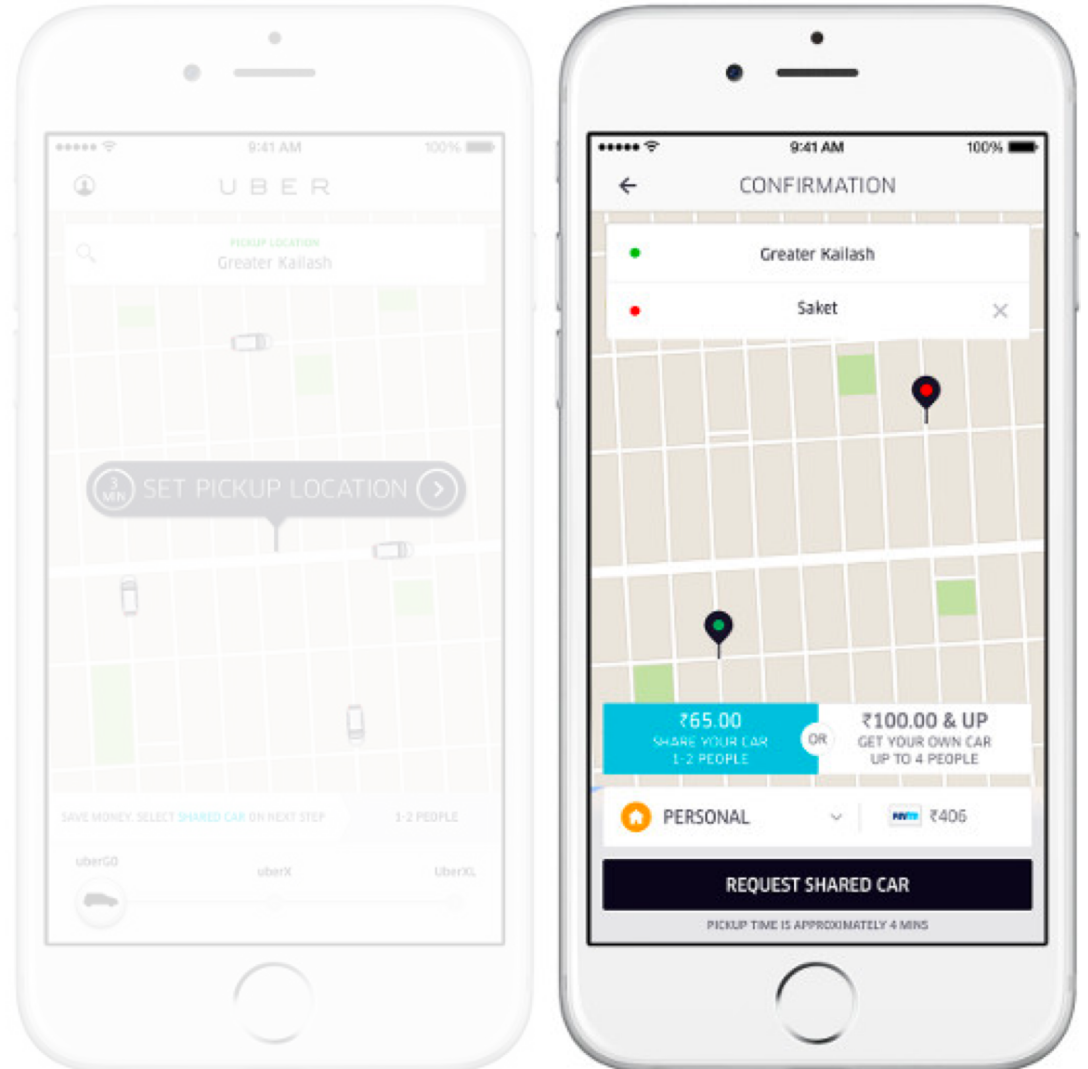 9:41 AM
100%
UBER
PICKUP LOCATION
Greater Kailash
3
MIN
SET PICKUP LOCATION
SAVE MONEY. SELECT SHARED CAR ON NEXT STEP
1-2 PEOPLE
uberGO
uberX
UberXL
9:41 AM
100%
CONFIRMATION
Greater Kailash
Saket
₹65.00
SHARE YOUR CAR
1-2 PEOPLE
OR
₹100.00 & UP
GET YOUR OWN CAR
UP TO 4 PEOPLE
PERSONAL
Paytm ₹406
REQUEST SHARED CAR
PICKUP TIME IS APPROXIMATELY 4 MINS